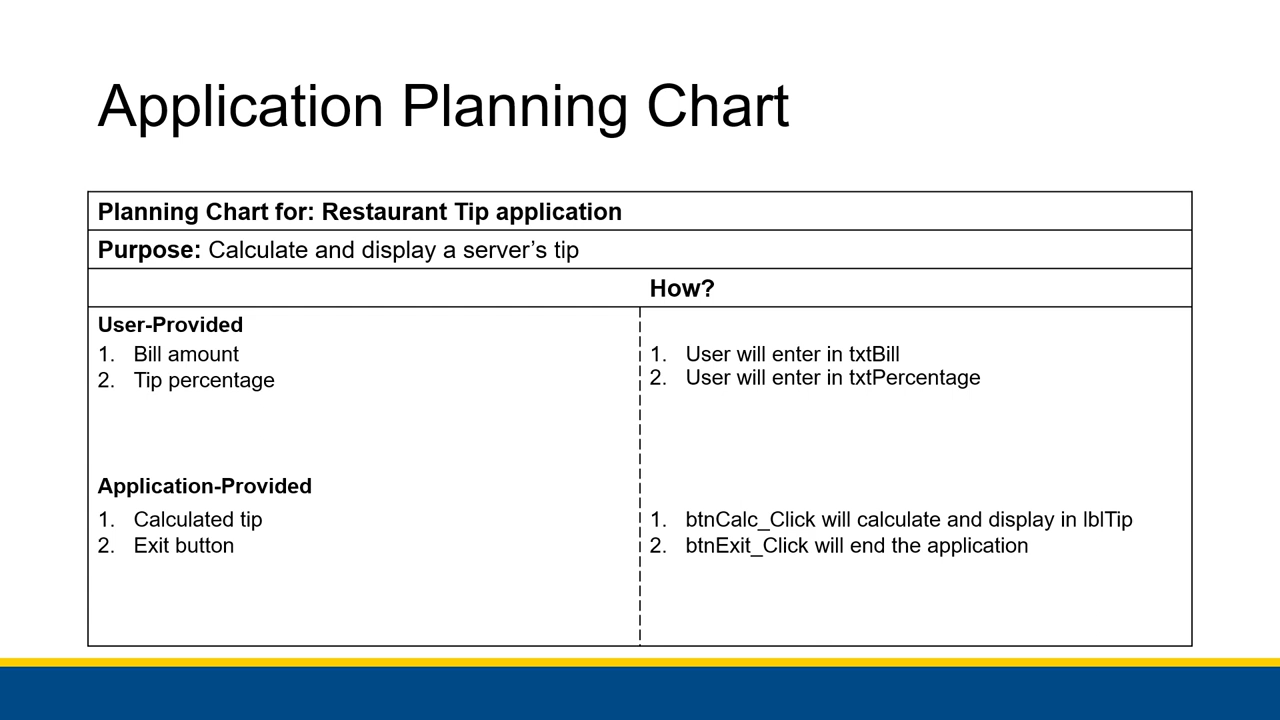 Application Planning Chart
Planning Chart for: Restaurant Tip application
Purpose: Calculate and display a server’s tip
How?
User-Provided
1. Bill amount
2. Tip percentage
1. User will enter in txtBill
2. User will enter in txtPercentage
Application-Provided
1. Calculated tip
2. Exit button
1. btnCalc_Click will calculate and display in lblTip
2. btnExit_Click will end the application